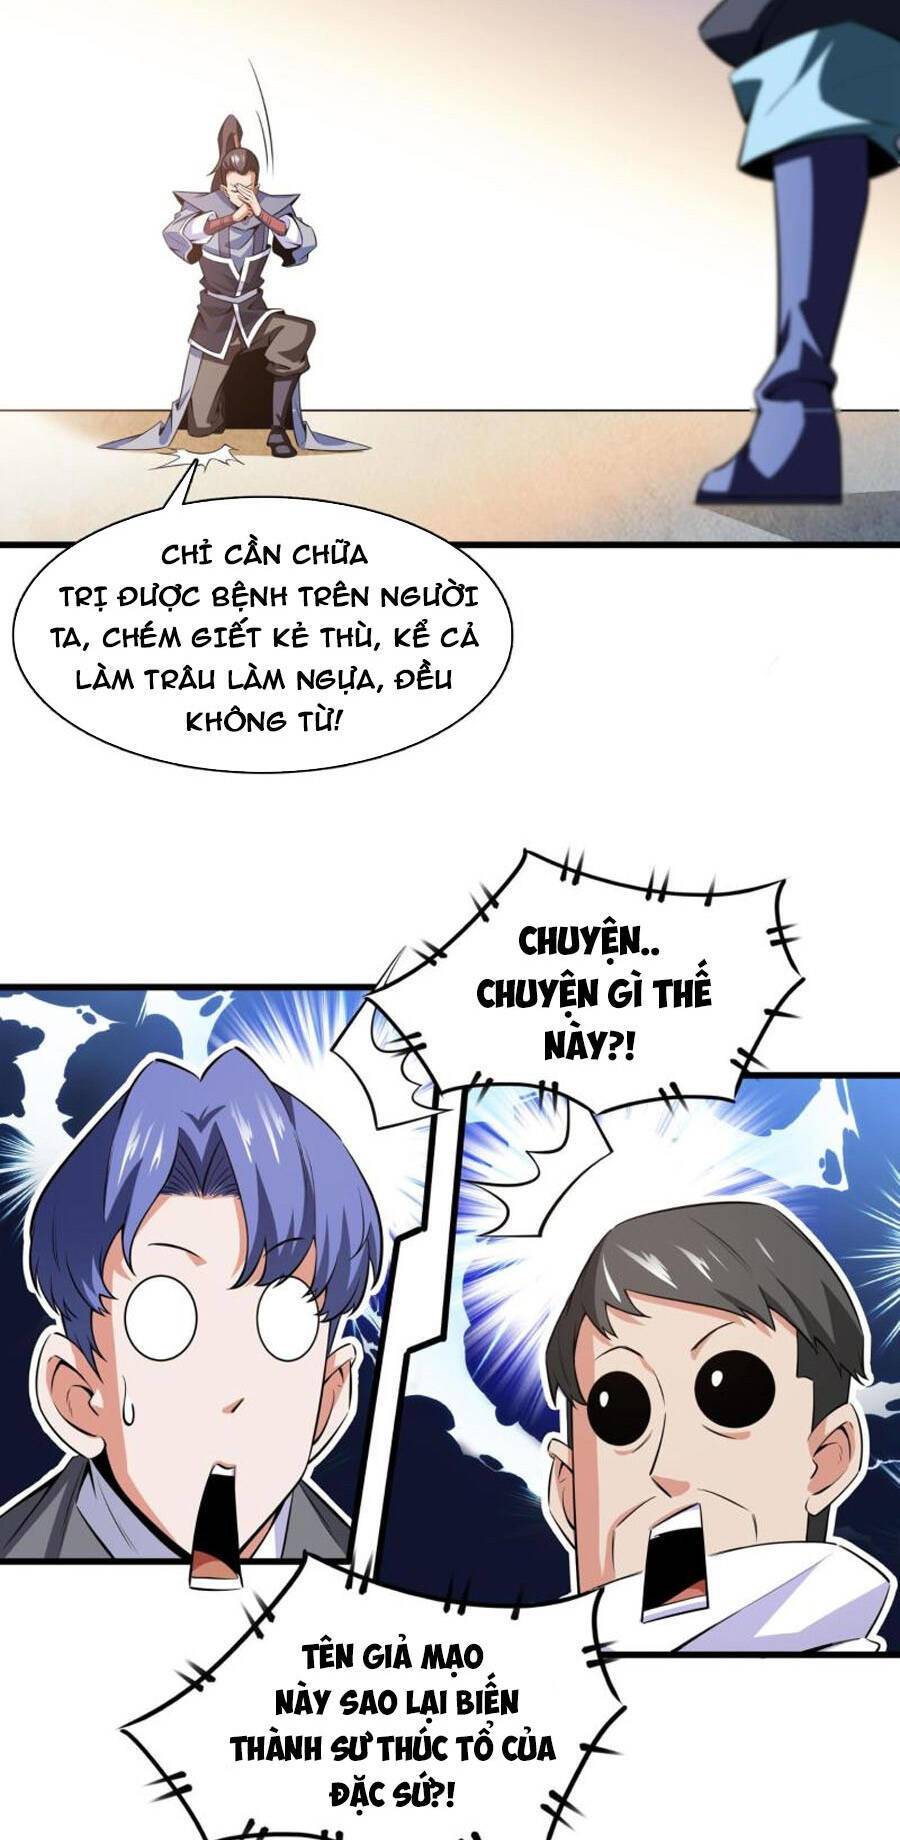 CHỈ CẦN CHỮA
TRỊ ĐƯỢC BỆNH TRÊN NGƯỜI
TA, CHÉM GIẾT KẺ THÙ, KỂ CẢ
LÀM TRÂU LÀM NGỰA, ĐỀU
KHÔNG TỪ!
CHUYỆN..
CHUYỆN GÌ THẾ
NÀY?!
TÊN GIẢ MẠO
NÀY SAO LẠI BIẾN
THÀNH SƯ THÚC TỔ CỦA
ĐẶC SỨ?!